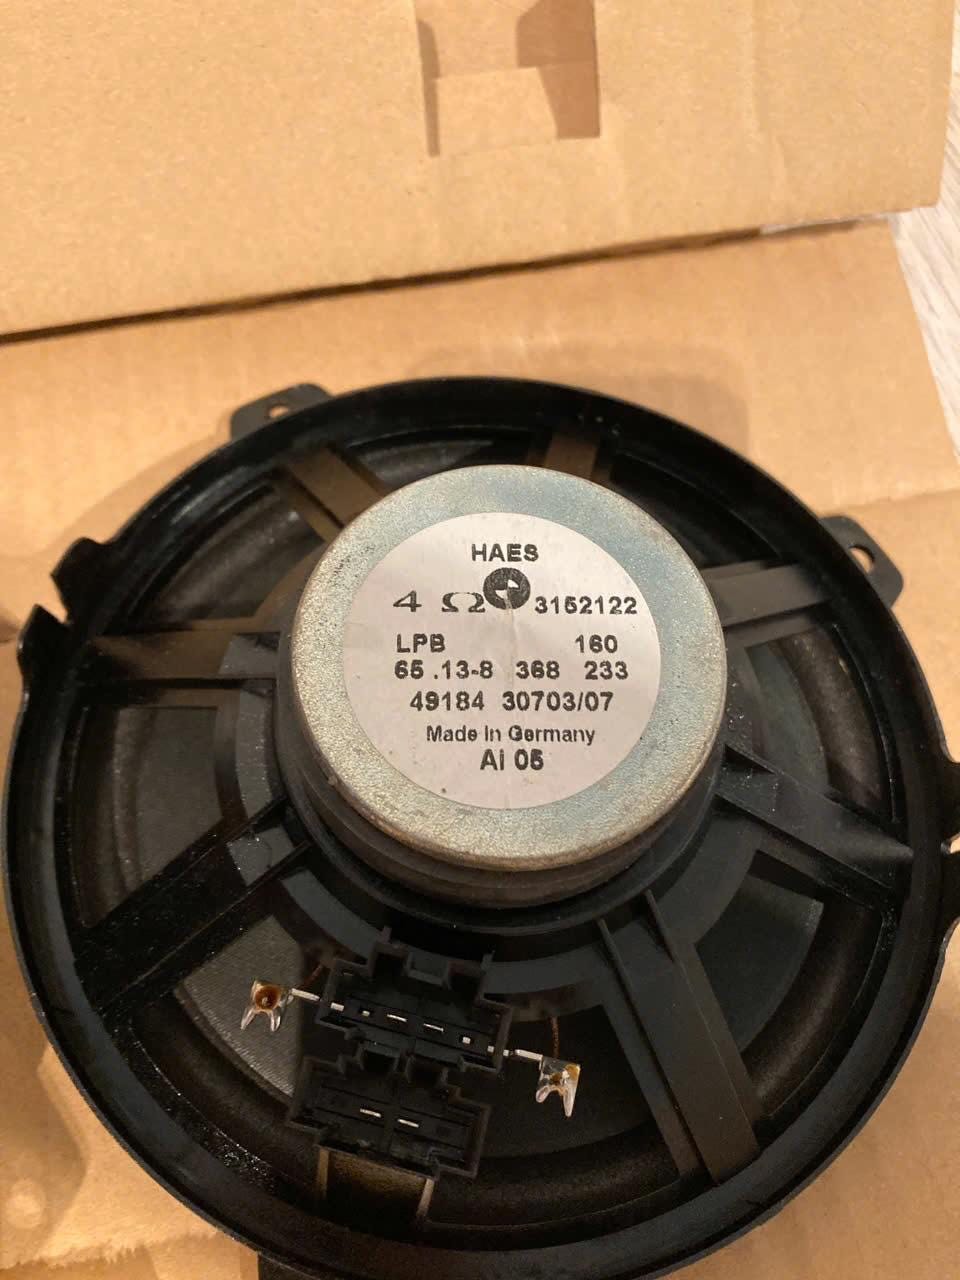 HAES
4 Ω 3152122
LPB 160
65 .13-8 368 233
49184 30703/07
Made In Germany
AI 05